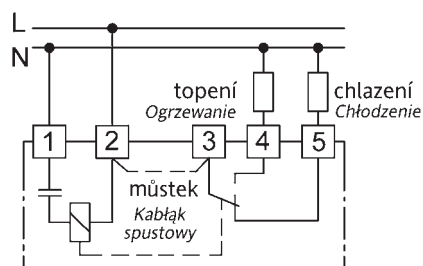 L
N
topení
Ogrzewanie
chlazení
Chłodzenie
1 2 3 4 5
můstek
Kabłąk
spustowy